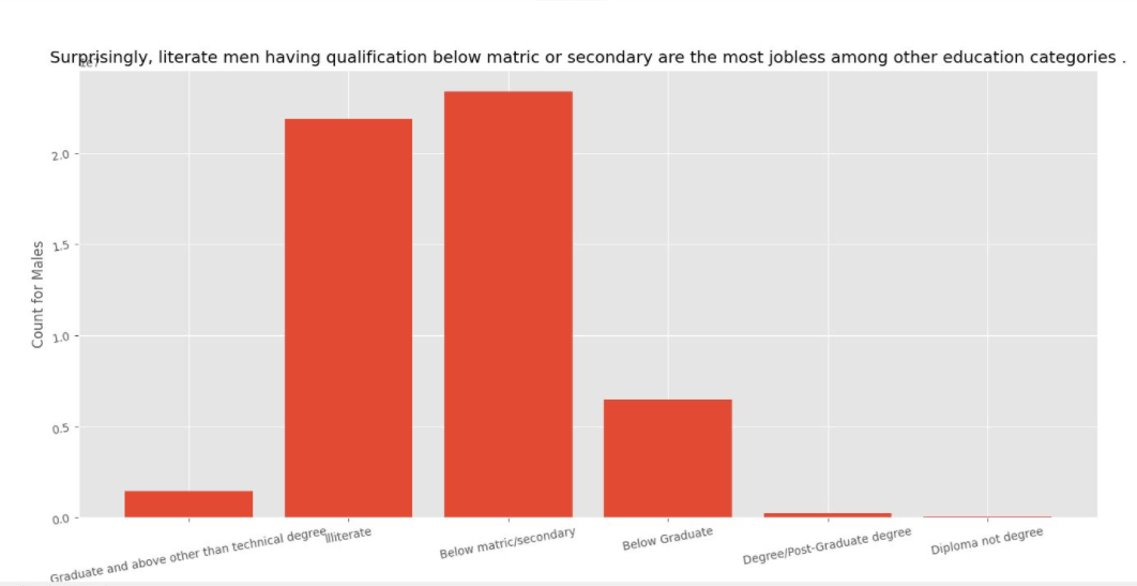 Surprisingly, literate men having qualification below matric or secondary are the most jobless among other education categories .
1e7
2.0
1.5
1.0
0.5
0.0
Count for Males
Graduate and above other than technical degree
Illiterate
Below matric/secondary
Below Graduate
Degree/Post-Graduate degree
Diploma not degree